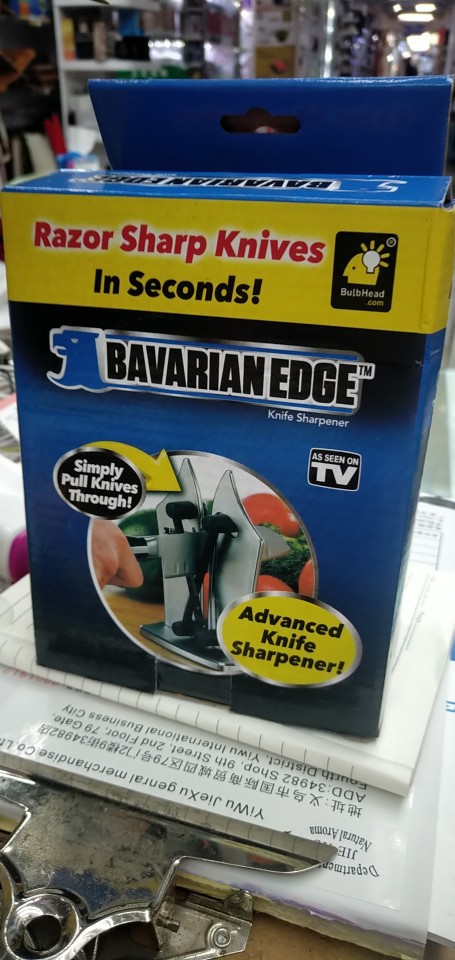 BAVARIAN EDGE
Razor Sharp Knives
In Seconds!
BulbHead
.com
BAVARIAN EDGE™
Knife Sharpener
AS SEEN ON
TV
Simply
Pull Knives
Through!
Advanced
Knife
Sharpener!
Department
JIE
Natural Aroma
YiWu JieXu genral merchandise Co
地址:义乌市国际商贸城四区79号门2楼9街34982店
ADD:34982 Shop, 9th Street, 2nd Floor, 79 Gate,
Fourth District, Yiwu International Business City